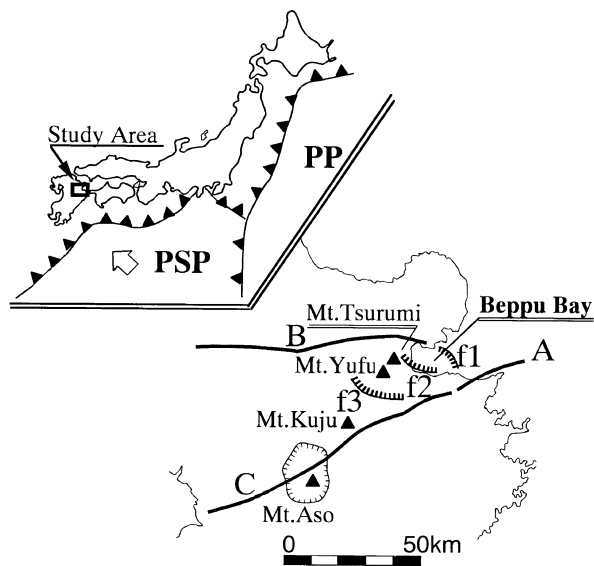 Study Area
PP
PSP
Mt.Tsurumi
Beppu Bay
B
A
f1
Mt.Yufu
f2
f3
Mt.Kuju
C
Mt.Aso
0
50km